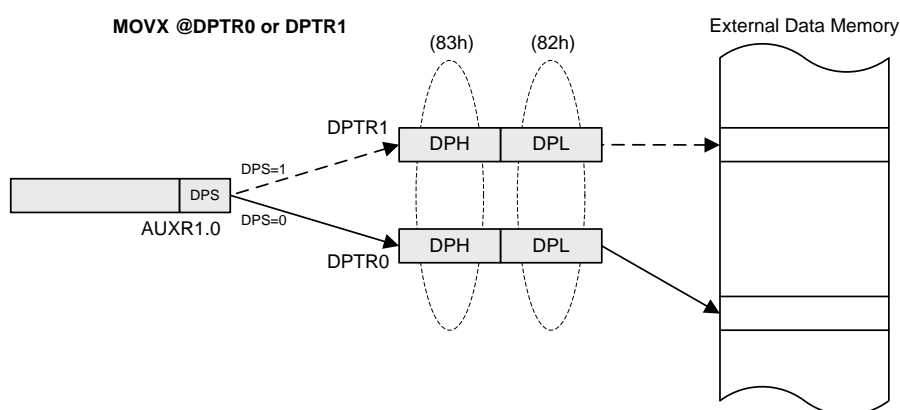 MOVX @DPTR0 or DPTR1
External Data Memory
(83h)
(82h)
DPTR1
DPH
DPL
DPS=1
DPS
AUXR1.0
DPS=0
DPH
DPL
DPTR0